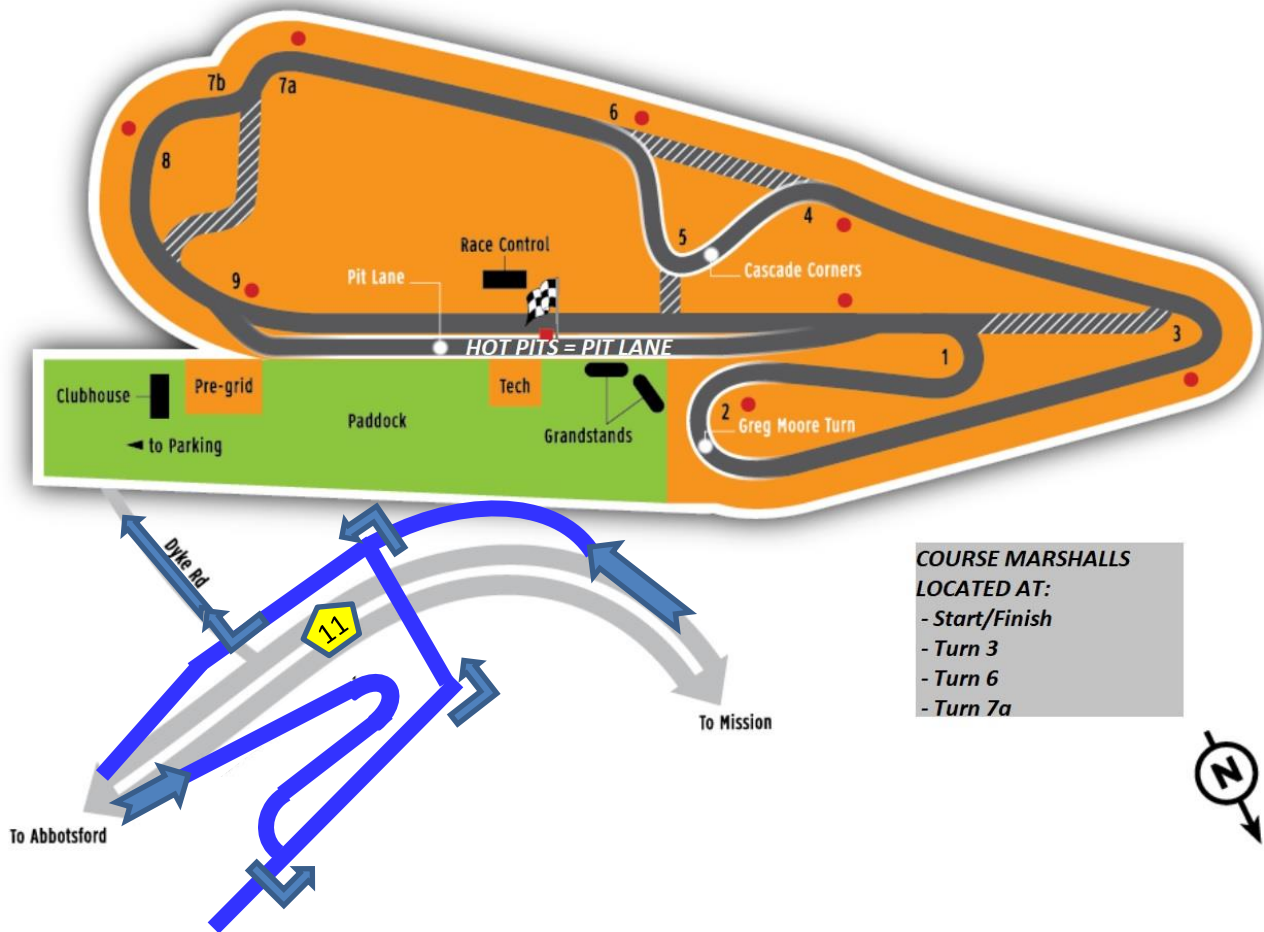 7b
7a
6
8
4
5
Race Control
Cascade Corners
Pit Lane
9
3
HOT PITS = PIT LANE
1
Clubhouse
Pre-grid
Tech
2
Paddock
Greg Moore Turn
Grandstands
◄ to Parking
Dyke Rd
11
COURSE MARSHALLS
LOCATED AT:
- Start/Finish
- Turn 3
- Turn 6
- Turn 7a
To Mission
N
To Abbotsford